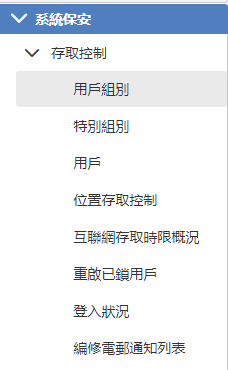 系統保安
存取控制
用戶組別
特別組別
用戶
位置存取控制
互聯網存取時限概況
重啟已鎖用戶
登入狀況
編修電郵通知列表